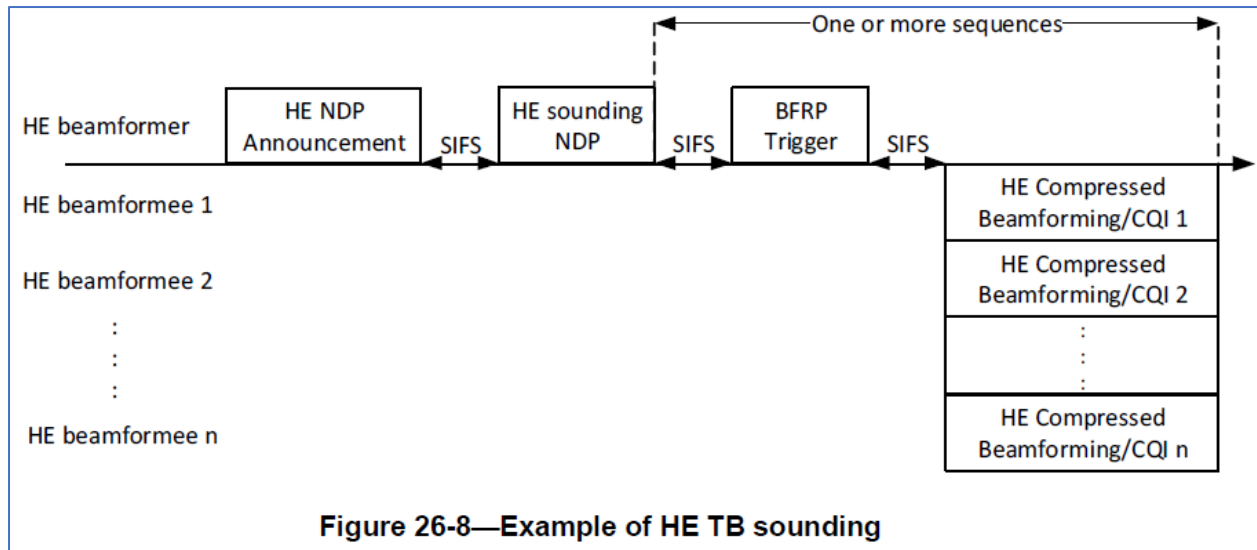 One or more sequences
HE beamformer
HE NDP
Announcement
SIFS
HE sounding
NDP
SIFS
BFRP
Trigger
SIFS
HE beamformee 1
HE Compressed
Beamforming/CQI 1
HE beamformee 2
HE Compressed
Beamforming/CQI 2
:
:
:
:
:
:
HE beamformee n
HE Compressed
Beamforming/CQI n
Figure 26-8—Example of HE TB sounding